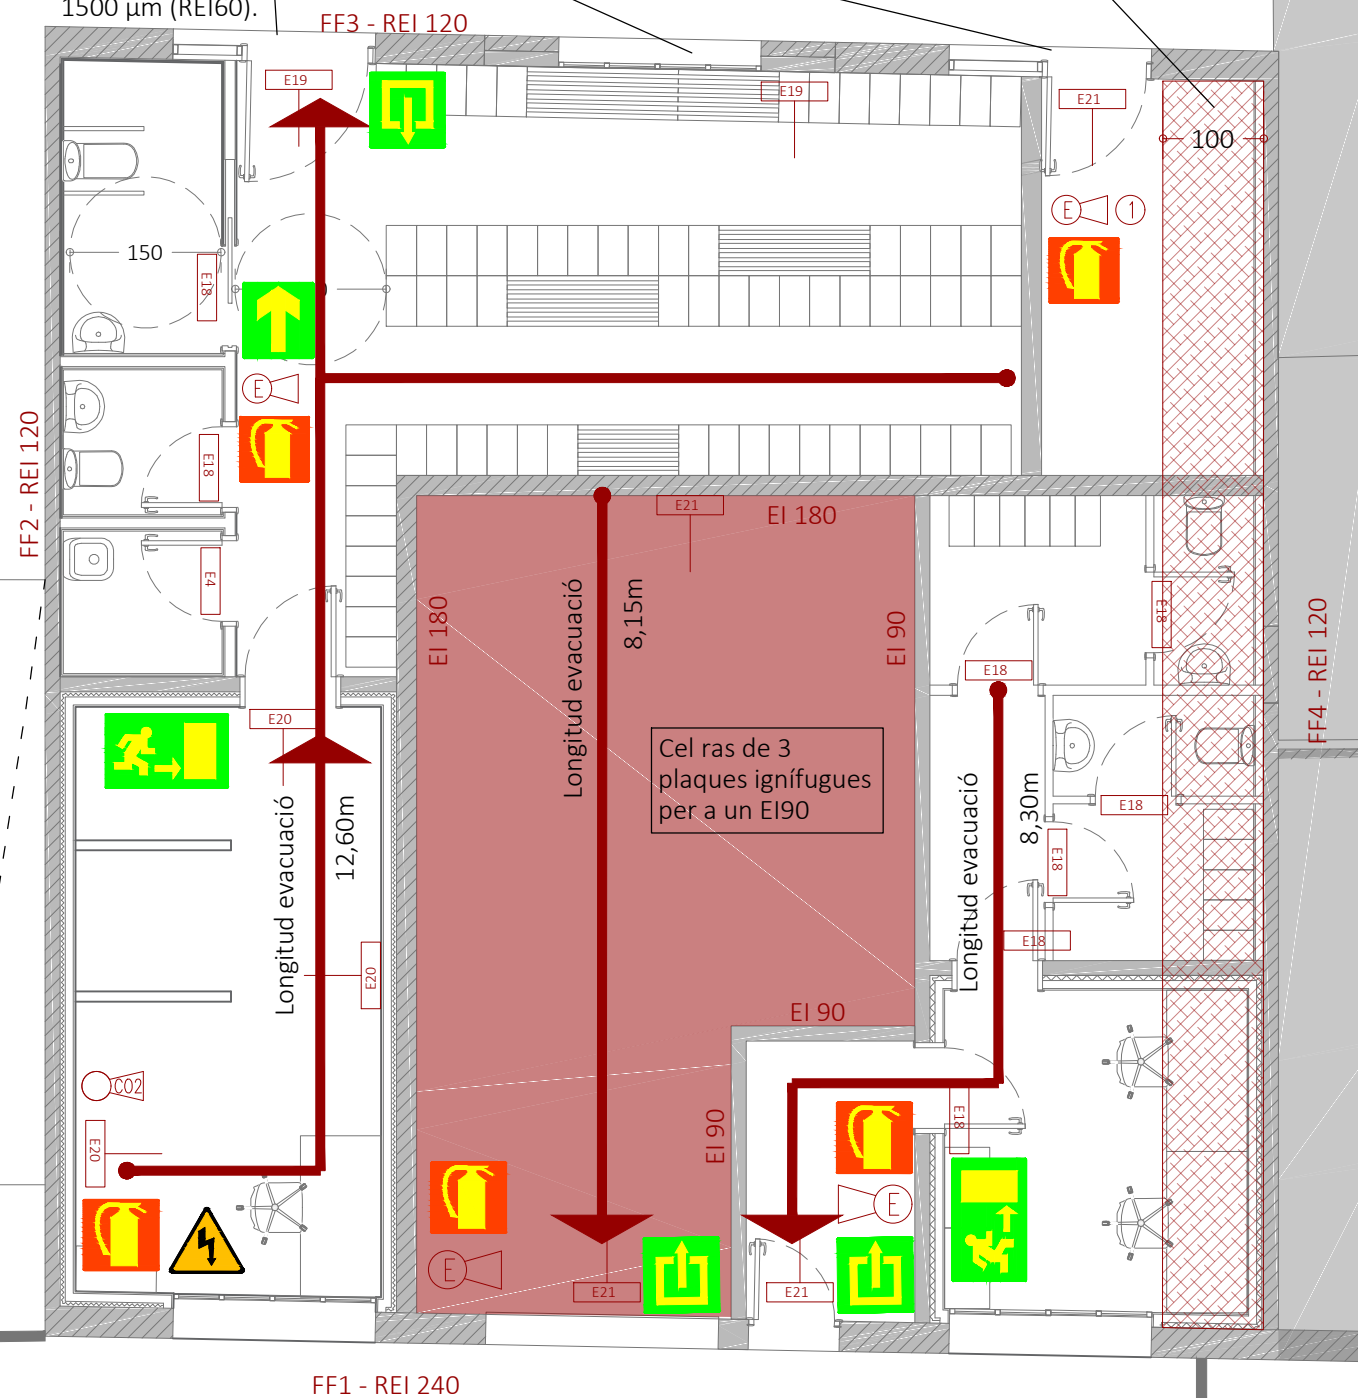 1500 µm (REI60).
FF3 - REI 120
E19
E19
E21
100
E
1
150
E18
E
FF2 - REI 120
E18
E21
EI 180
E4
EI 180
Longitud evacuació
8,15m
EI 90
E18
E18
FF4 - REI 120
E20
Cel ras de 3
plaques ignífugues
per a un EI90
Longitud evacuació
12,60m
Longitud evacuació
8,30m
E18
E18
E18
E20
EI 90
CO2
E20
EI 90
E18
E
E
E21
E21
FF1 - REI 240